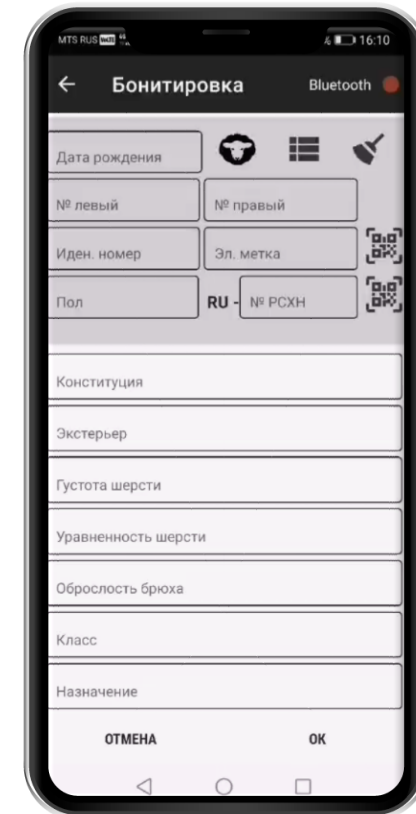 MTS RUS VoLTE 16:10
Бонитировка Bluetooth
Дата рождения
№ левый № правый
Иден. номер Эл. метка
Пол RU - № РСХН
Конституция
Экстерьер
Густота шерсти
Уравненность шерсти
Оброслость брюха
Класс
Назначение
ОТМЕНА ОК